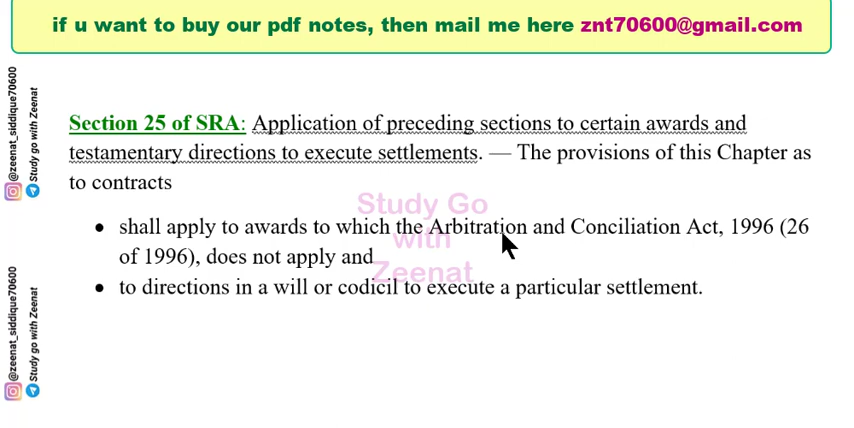 if u want to buy our pdf notes, then mail me here znt70600@gmail.com
Section 25 of SRA: Application of preceding sections to certain awards and
testamentary directions to execute settlements. — The provisions of this Chapter as
to contracts
• shall apply to awards to which the Arbitration and Conciliation Act, 1996 (26
of 1996), does not apply and
• to directions in a will or codicil to execute a particular settlement.
Study Go
with
Zeenat
@zeenat_siddique70600
Study go with Zeenat
@zeenat_siddique70600
Study go with Zeenat